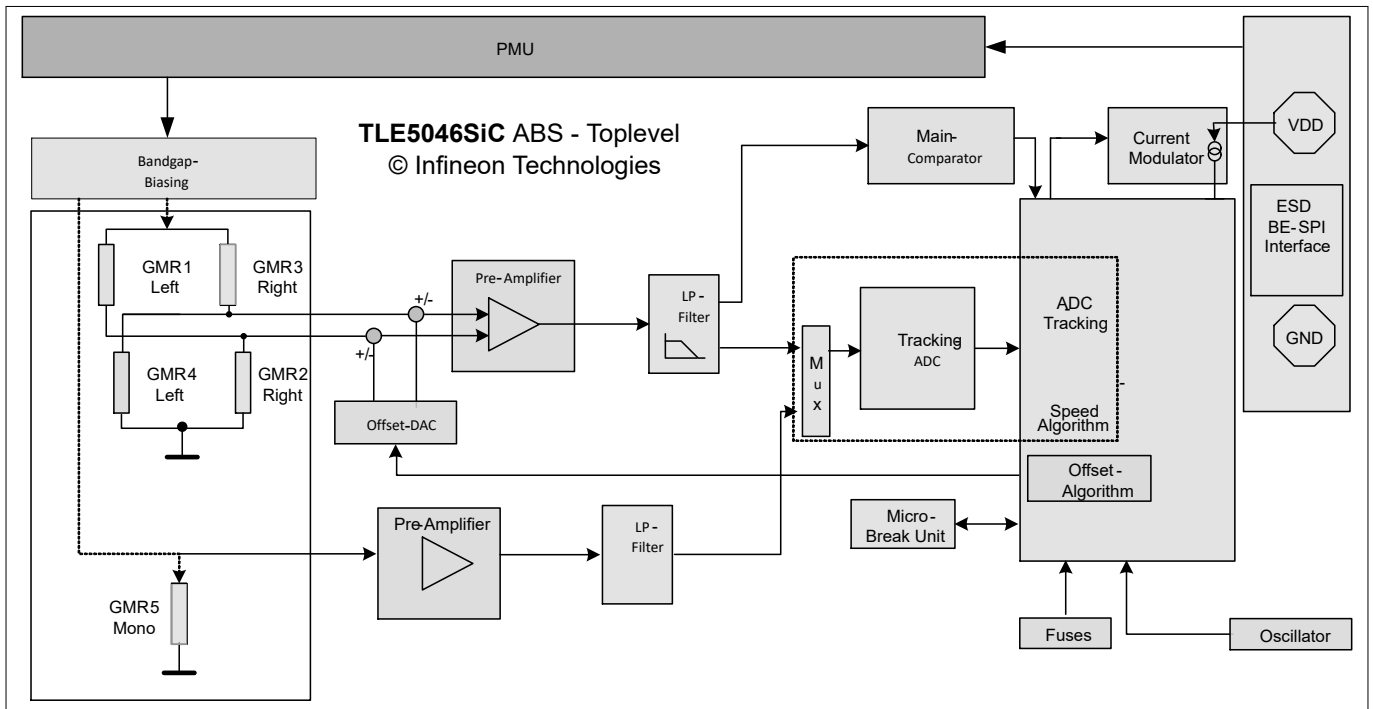 PMU
TLE5046SiC ABS - Toplevel
© Infineon Technologies
Bandgap-
Biasing
GMR1
Left
GMR3
Right
GMR4
Left
GMR2
Right
GMR5
Mono
+/-
+/-
Offset-DAC
Pre-Amplifier
LP-
Filter
Pre-Amplifier
LP-
Filter
Main-
Comparator
Current
Modulator
M
u
x
Tracking-
ADC
ADC
Tracking
-
Speed
Algorithm
Offset-
Algorithm
Micro-
Break Unit
Fuses
Oscillator
VDD
ESD
BE-SPI
Interface
GND